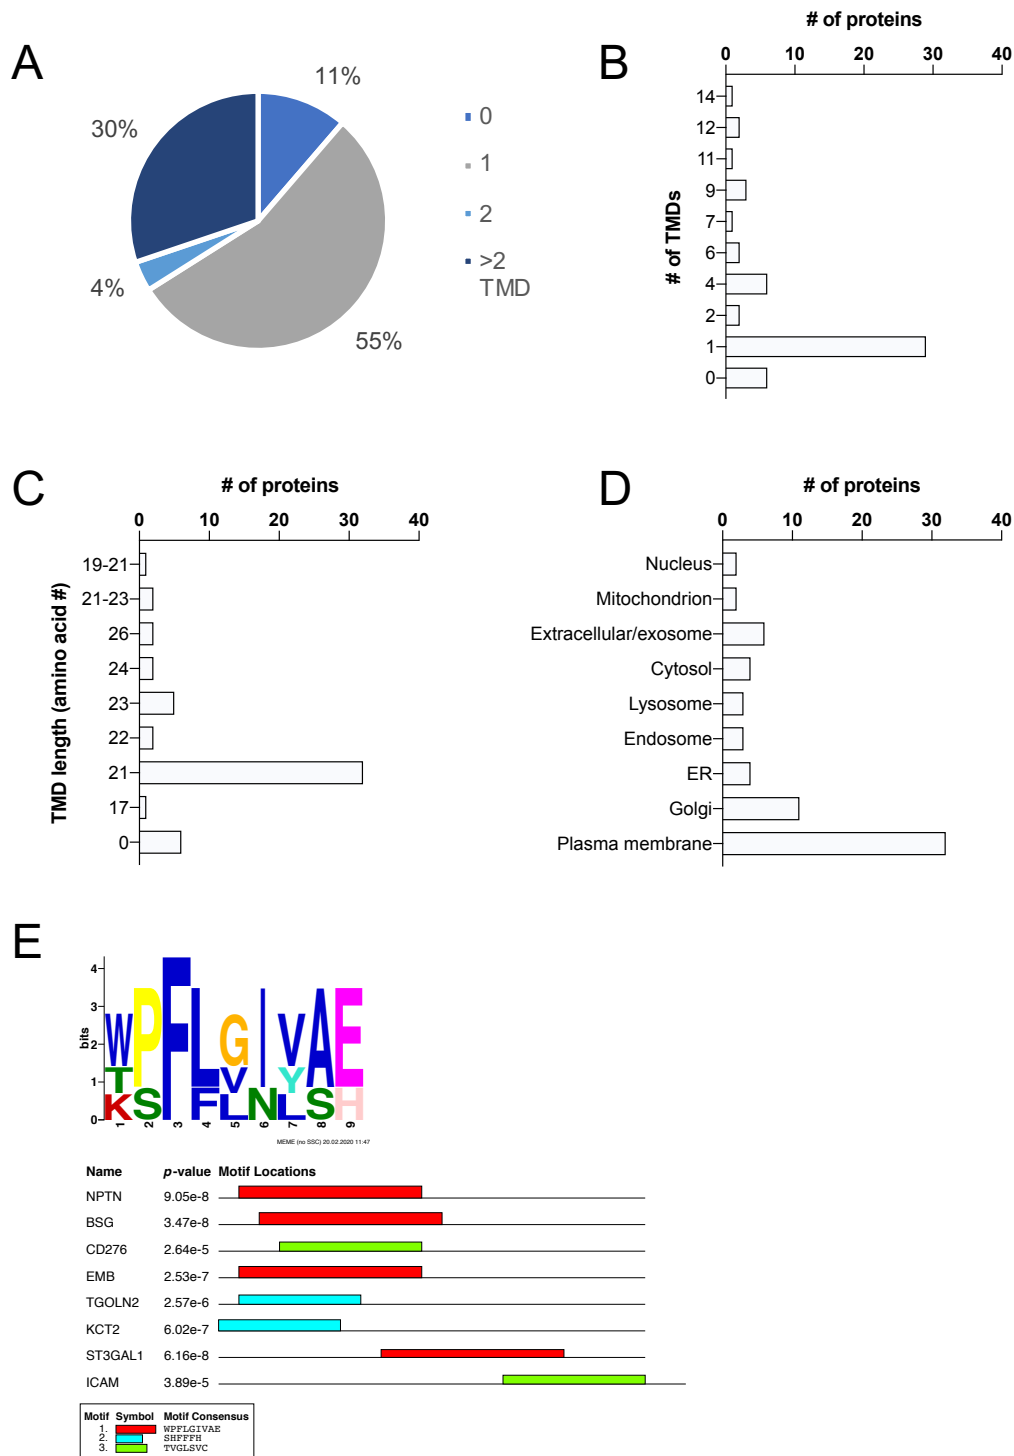 A
11%
30%
4%
55%
0
1
2
>2
TMD
B
# of proteins
0 10 20 30 40
# of TMDs
14
12
11
9
7
6
4
2
1
0
C
# of proteins
0 10 20 30 40
TMD length (amino acid #)
19-21
21-23
26
24
23
22
21
17
0
D
# of proteins
0 10 20 30 40
Nucleus
Mitochondrion
Extracellular/exosome
Cytosol
Lysosome
Endosome
ER
Golgi
Plasma membrane
E
bits
4
3
2
1
0
WPFLGIVAE
TVY
KSFLNLSH
1 2 3 4 5 6 7 8 9
MEME (no SSC) 20.02.2020 11:47
Name p-value Motif Locations
NPTN 9.05e-8
BSG 3.47e-8
CD276 2.64e-5
EMB 2.53e-7
TGOLN2 2.57e-6
KCT2 6.02e-7
ST3GAL1 6.16e-8
ICAM 3.89e-5
Motif Symbol Motif Consensus
1. WPFLGIVAE
2. SHFFFH
3. TVGLSVC